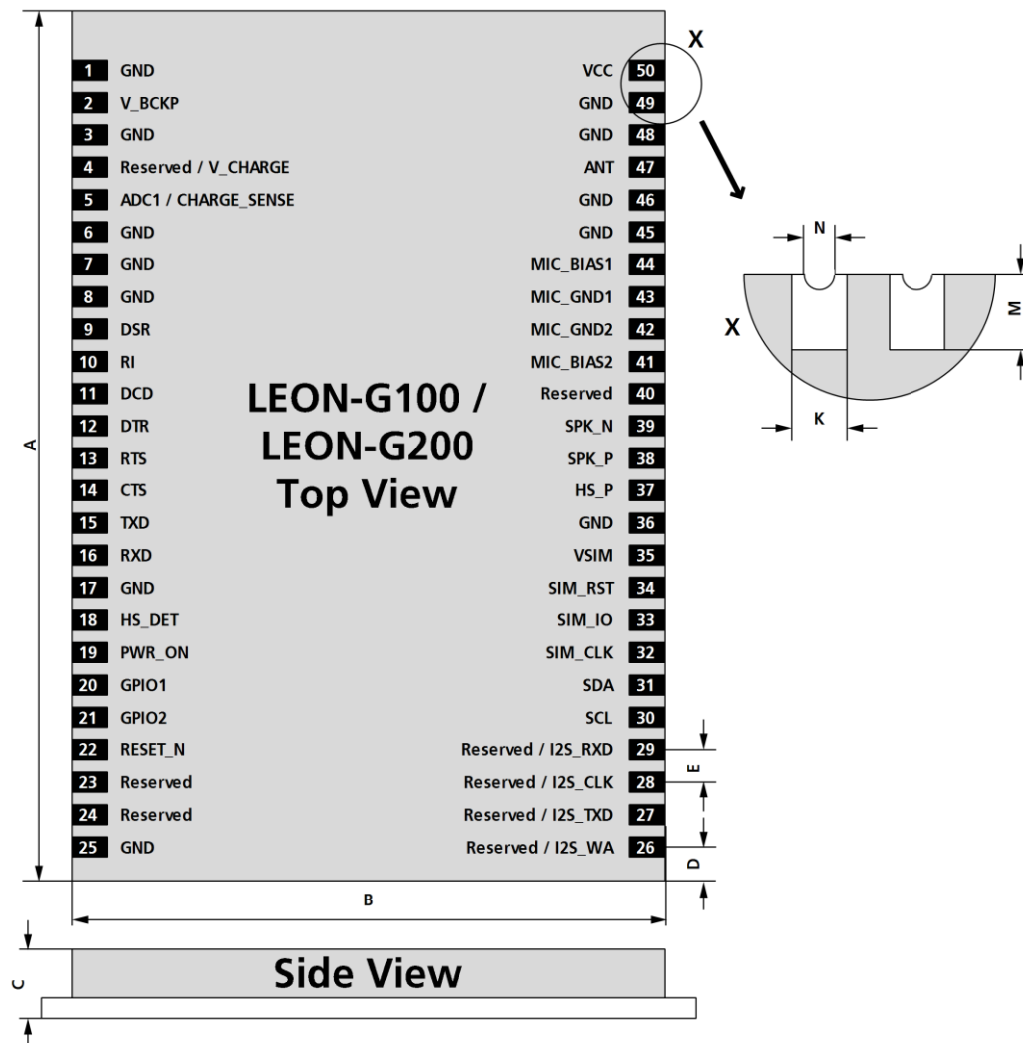 X
1 GND VCC 50
2 V_BCKP GND 49
3 GND GND 48
4 Reserved / V_CHARGE ANT 47
5 ADC1 / CHARGE_SENSE GND 46
6 GND GND 45
7 GND MIC_BIAS1 44
8 GND MIC_GND1 43
9 DSR MIC_GND2 42
10 RI MIC_BIAS2 41
11 DCD Reserved 40
12 DTR SPK_N 39
13 RTS SPK_P 38
14 CTS HS_P 37
15 TXD GND 36
16 RXD VSIM 35
17 GND SIM_RST 34
18 HS_DET SIM_IO 33
19 PWR_ON SIM_CLK 32
20 GPIO1 SDA 31
21 GPIO2 SCL 30
22 RESET_N Reserved / I2S_RXD 29
23 Reserved Reserved / I2S_CLK 28
24 Reserved Reserved / I2S_TXD 27
25 GND Reserved / I2S_WA 26
LEON-G100 /
LEON-G200
Top View
A
N
M
X
K
E
D
B
C
Side View